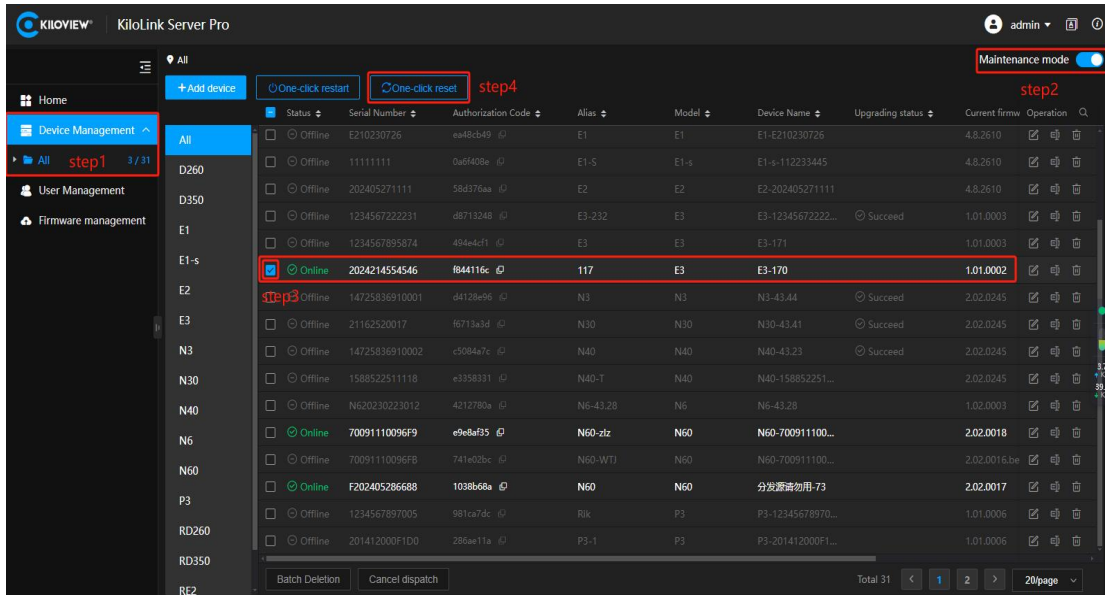 KILOVIEW® KiloLink Server Pro admin
All Maintenance mode
+Add device One-click restart One-click reset step4 step2
Home
Device Management
All step1 3 / 31
User Management
Firmware management
All
D260
D350
E1
E1-s
E2
E3
N3
N30
N40
N6
N60
P3
RD260
RD350
RE2
Status Serial Number Authorization Code Alias Model Device Name Upgrading status Current firmw Operation
Offline E210230726 ea48cb49 E1 E1 E1-E210230726 4.8.2610
Offline 11111111 0a6f408e E1-S E1-s E1-s-112233445 4.8.2610
Offline 202405271111 58d376aa E2 E2 E2-202405271111 4.8.2610
Offline 1234567222231 d8713248 E3-232 E3 E3-12345672222... Succeed 1.01.0003
Offline 1234567895874 494e4cf1 E3 E3 E3-171 1.01.0003
Online 2024214554546 f844116c 117 E3 E3-170 1.01.0002
step3
Offline 14725836910001 d4128e96 N3 N3 N3-43.44 Succeed 2.02.0245
Offline 21162520017 f6713a3d N30 N30 N30-43.41 Succeed 2.02.0245
Offline 14725836910002 c5084a7c N40 N40 N40-43.23 Succeed 2.02.0245
Offline 1588522511118 e3358331 N40-T N40 N40-158852251... 2.02.0245
Offline N620230223012 4212780a N6-43.28 N6 N6-43.28 1.02.0003
Online 70091110096F9 e9e8af35 N60-zlz N60 N60-700911100... 2.02.0018
Offline 70091110096FB 741e02bc N60-WTJ N60 N60-700911100... 2.02.0016.be
Online F202405286688 1038b68a N60 N60 分发源请勿用-73 2.02.0017
Offline 1234567897005 981ca7dc Rik P3 P3-12345678970... 1.01.0006
Offline 201412000F1D0 286ae11a P3-1 P3 P3-201412000F1... 1.01.0006
Batch Deletion Cancel dispatch Total 31 1 2 20/page